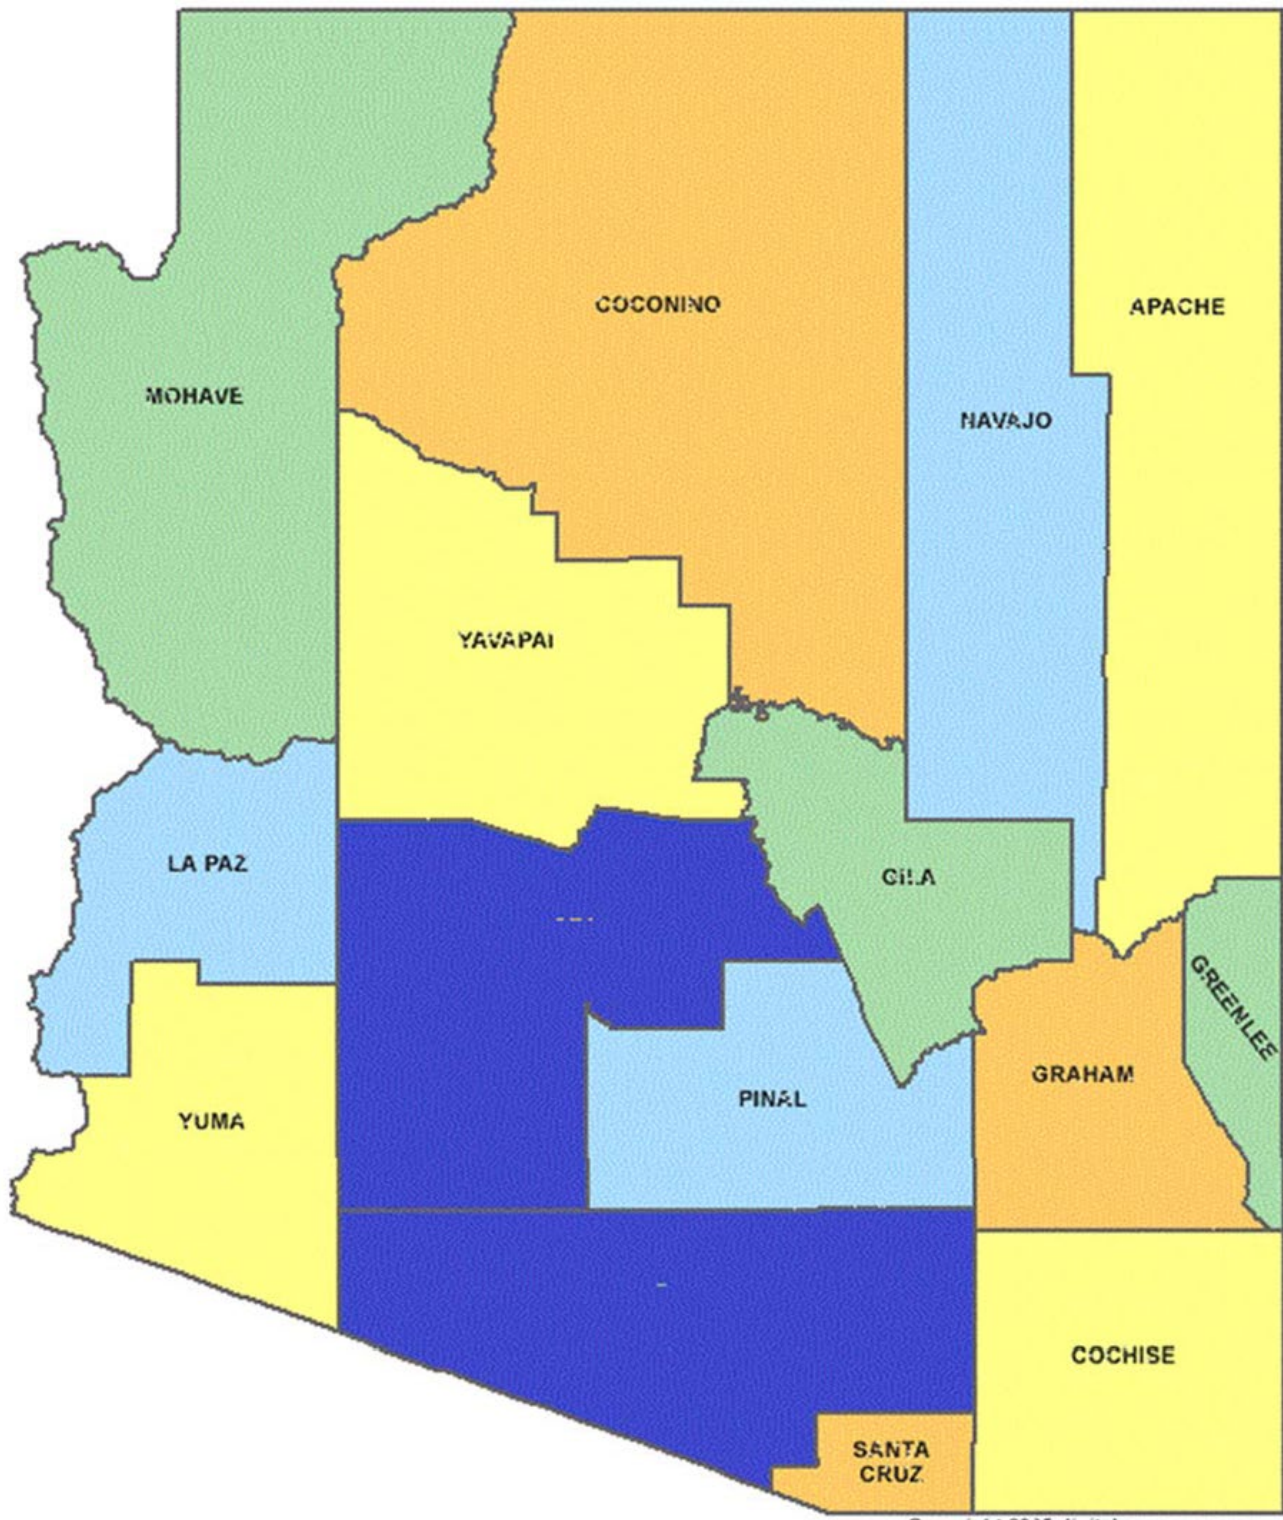 COCONINO
APACHE
MOHAVE
NAVAJO
YAVAPAI
LA PAZ
GILA
GREENLEE
GRAHAM
PINAL
YUMA
COCHISE
SANTA
CRUZ